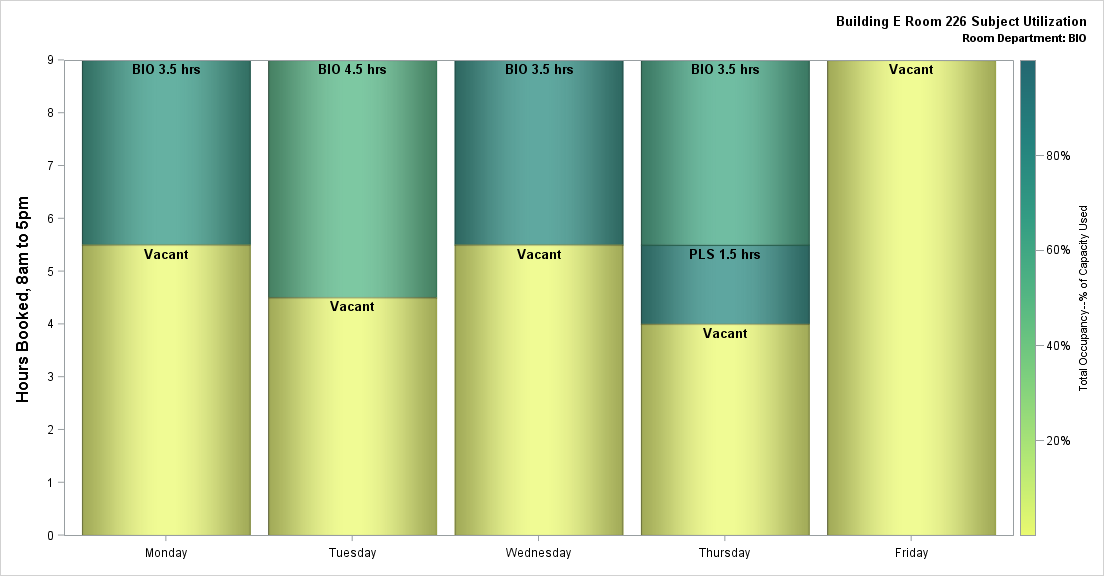 Building E Room 226 Subject Utilization
Room Department: BIO
Hours Booked, 8am to 5pm
9
8
7
6
5
4
3
2
1
0
BIO 3.5 hrs
Vacant
BIO 4.5 hrs
Vacant
BIO 3.5 hrs
Vacant
BIO 3.5 hrs
PLS 1.5 hrs
Vacant
Vacant
Monday
Tuesday
Wednesday
Thursday
Friday
80%
60%
40%
20%
Total Occupancy--% of Capacity Used